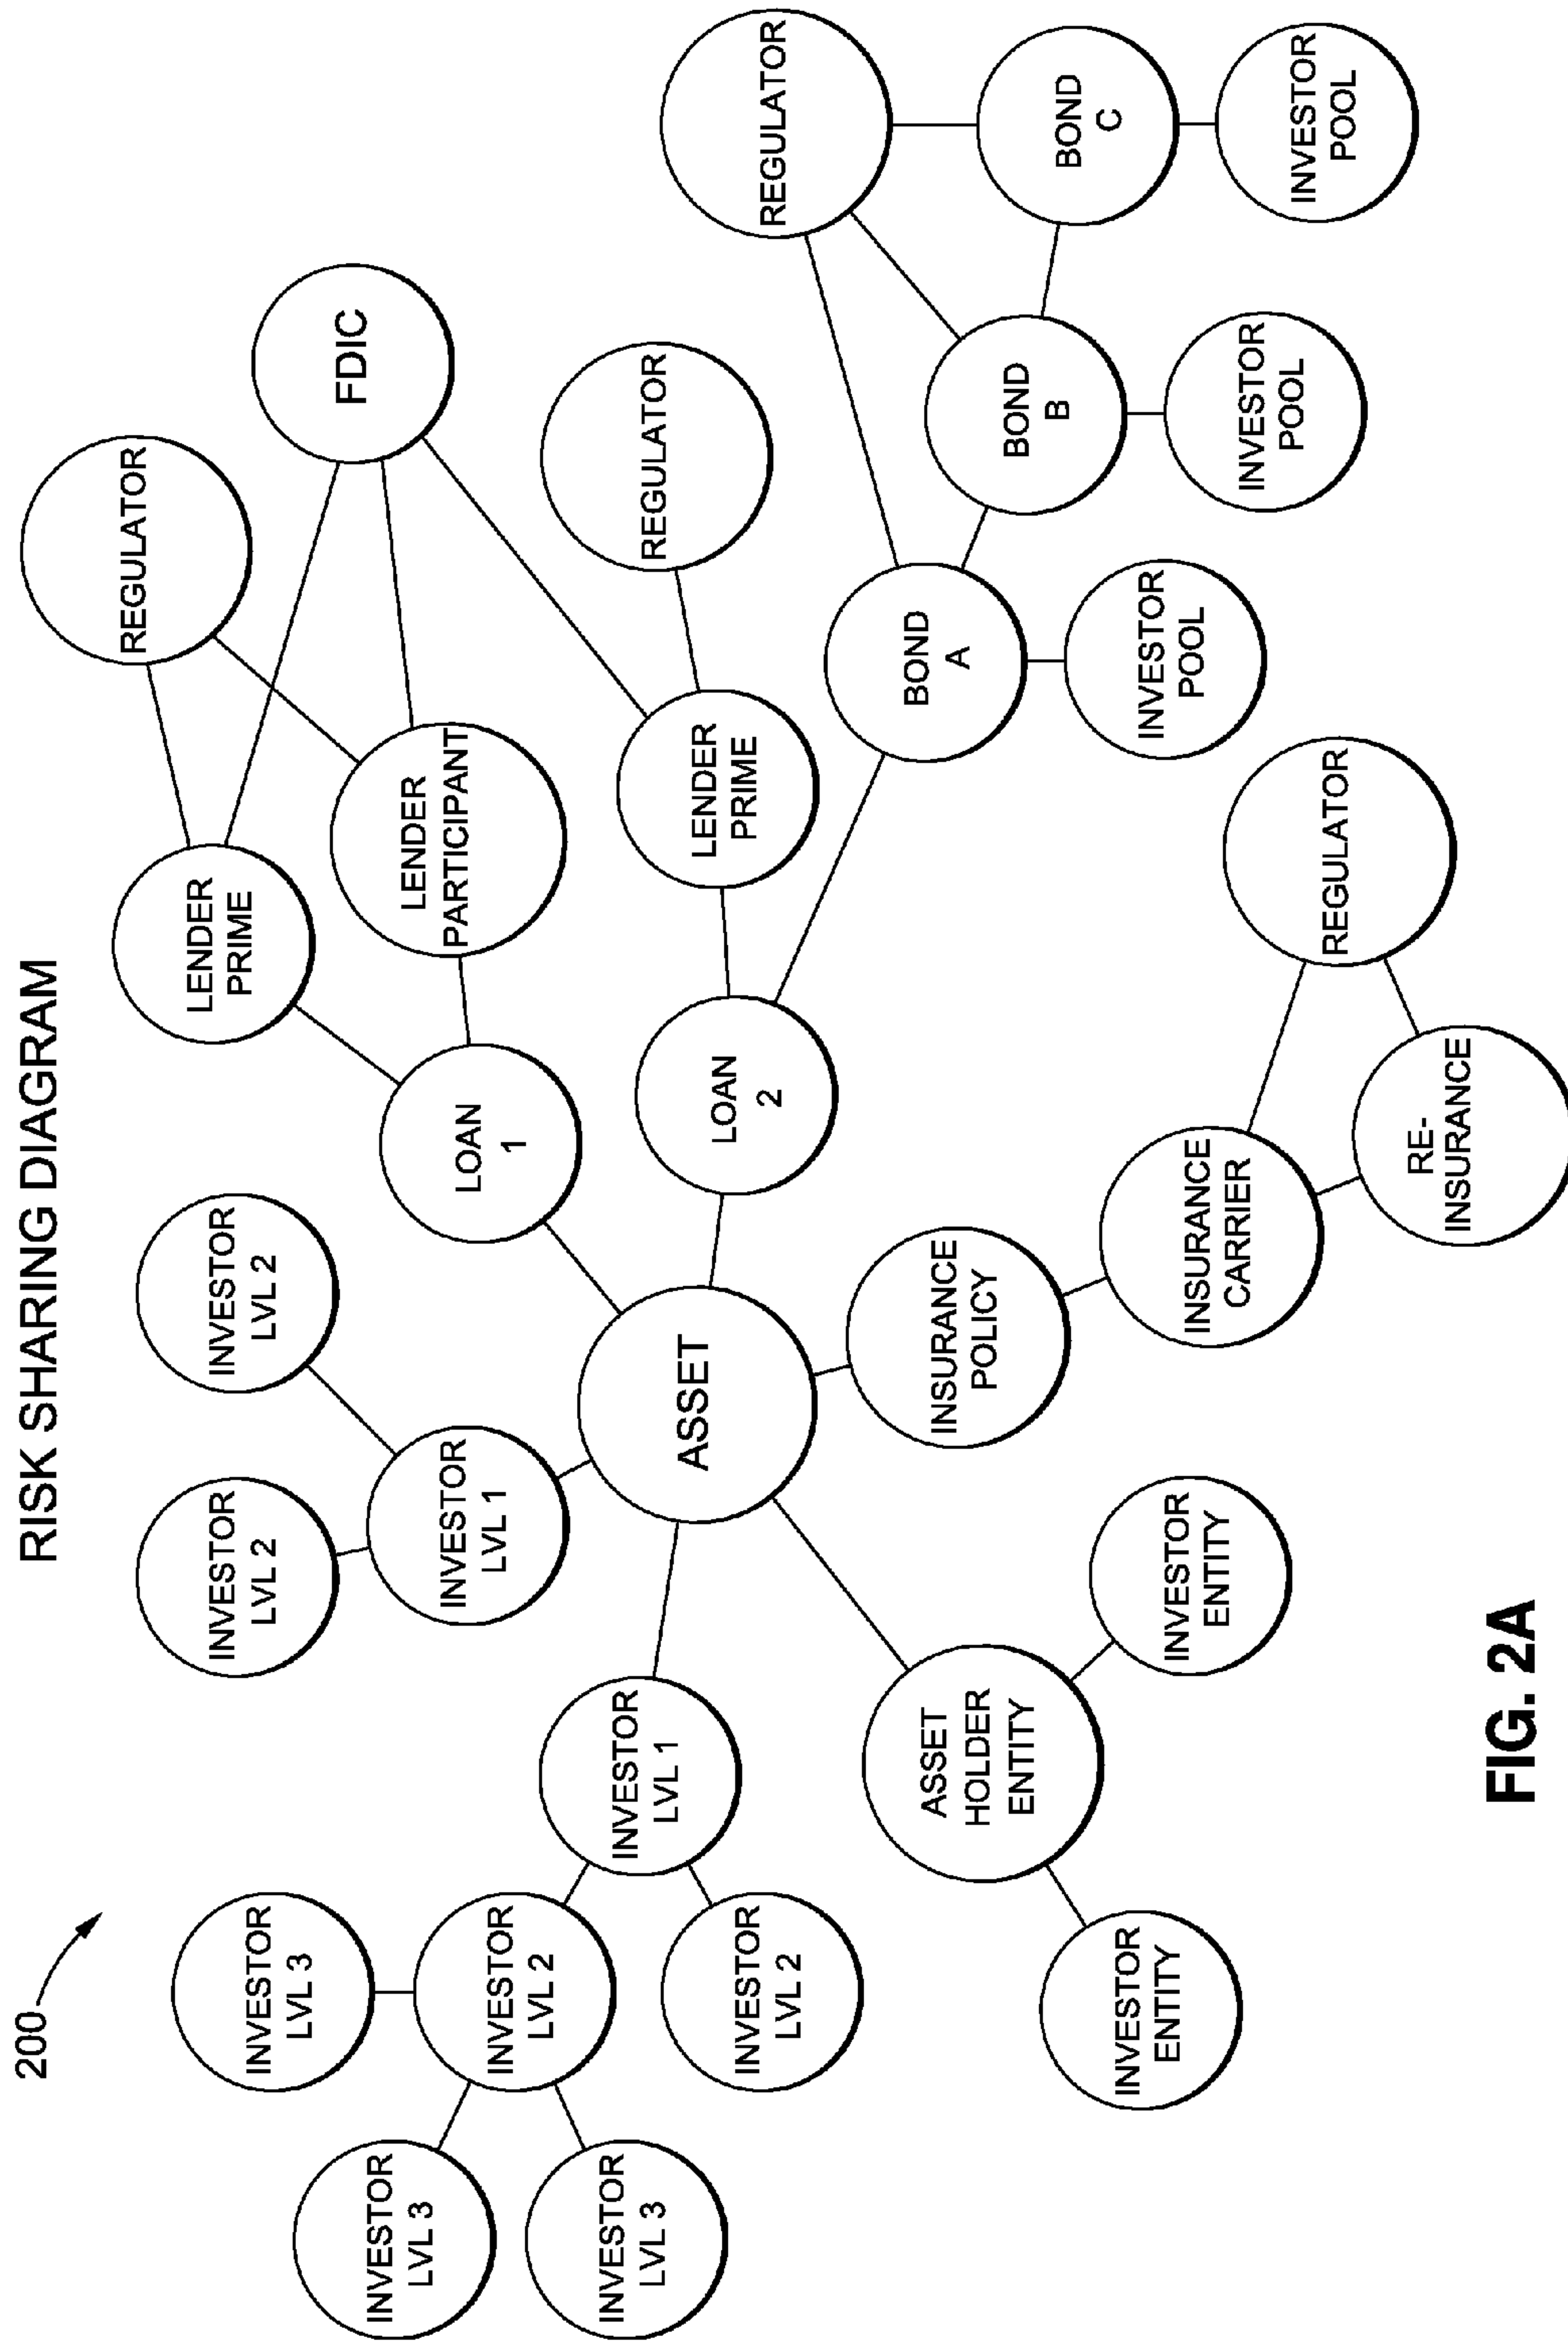 200
RISK SHARING DIAGRAM
INVESTOR
LVL 3
INVESTOR
LVL 3
INVESTOR
LVL 3
INVESTOR
LVL 2
INVESTOR
LVL 2
INVESTOR
LVL 1
INVESTOR
LVL 2
INVESTOR
LVL 2
INVESTOR
LVL 1
ASSET
ASSET
HOLDER
ENTITY
INVESTOR
ENTITY
INVESTOR
ENTITY
LOAN
1
LENDER
PRIME
LENDER
PARTICIPANT
REGULATOR
FDIC
LOAN
2
LENDER
PRIME
REGULATOR
BOND
A
INVESTOR
POOL
BOND
B
INVESTOR
POOL
BOND
C
INVESTOR
POOL
REGULATOR
INSURANCE
POLICY
INSURANCE
CARRIER
RE-
INSURANCE
REGULATOR
FIG. 2A